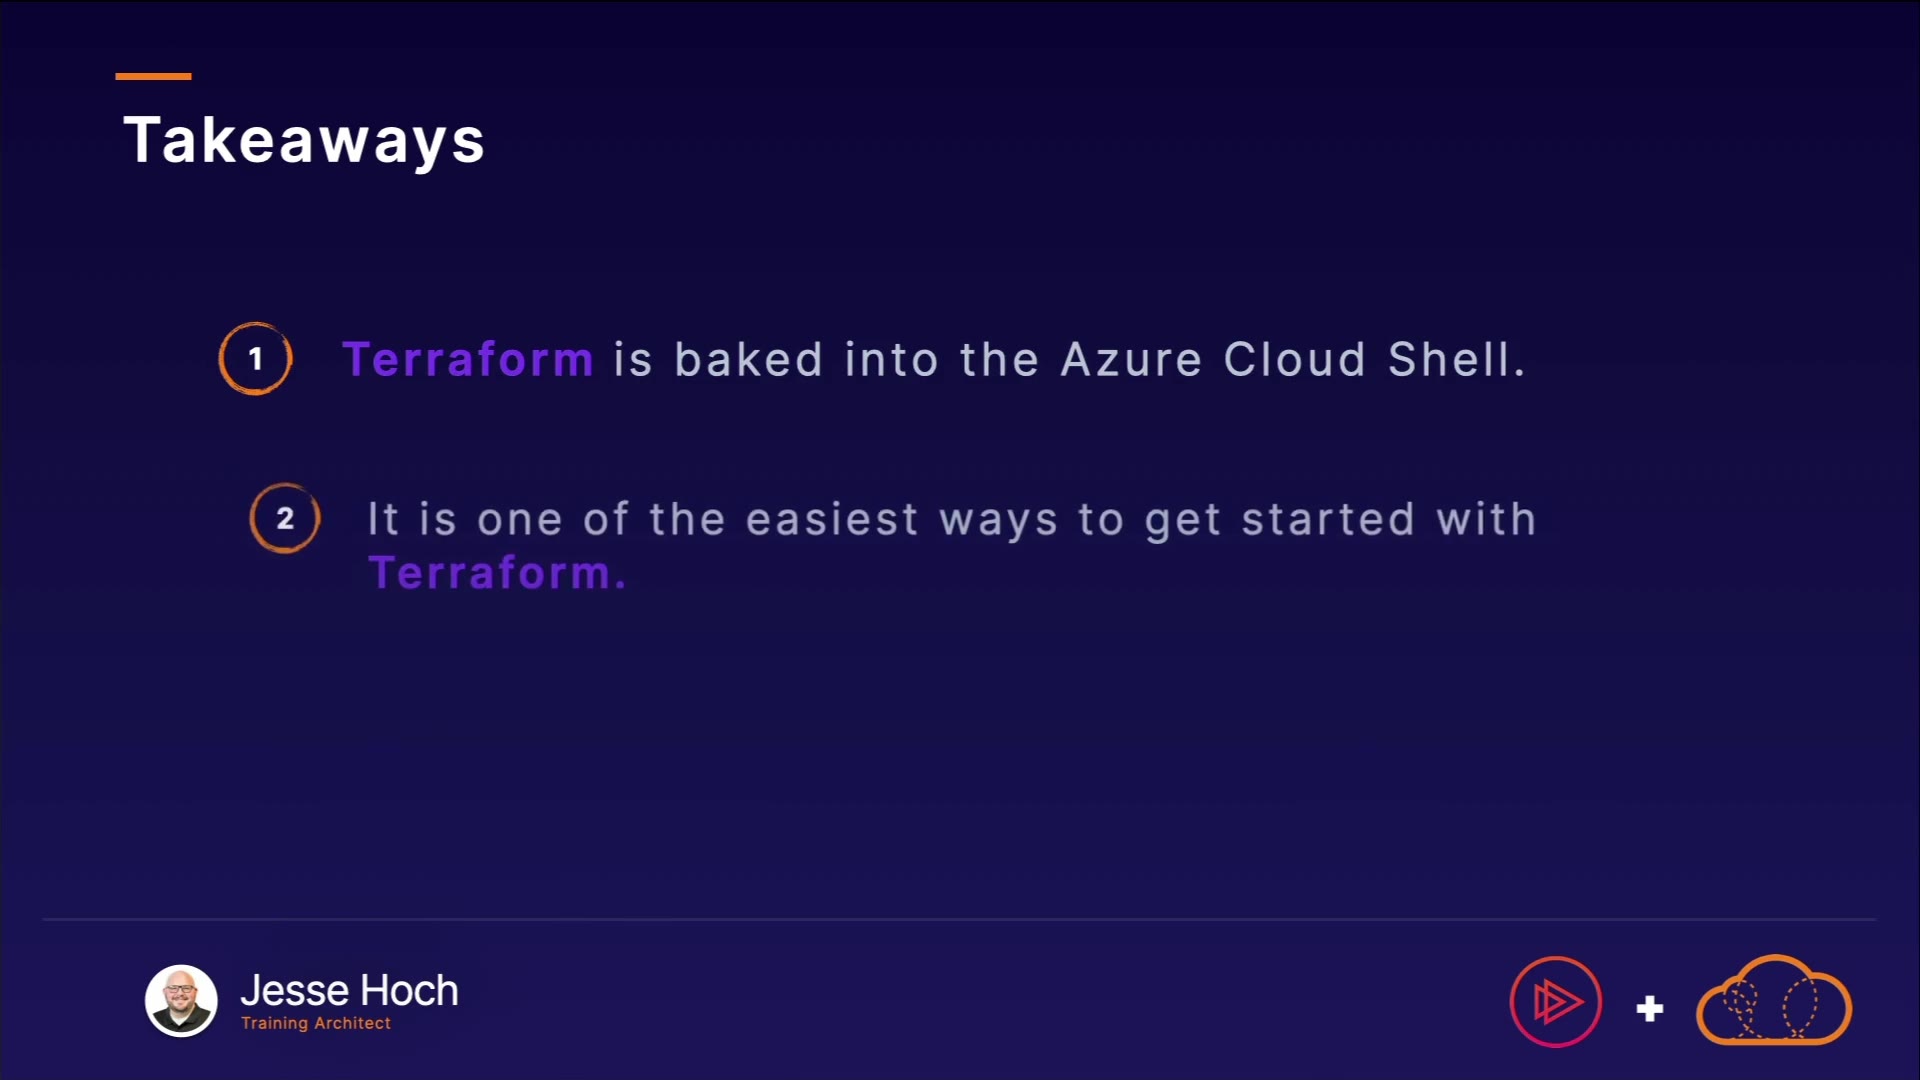 Takeaways
1
Terraform is baked into the Azure Cloud Shell.
2
It is one of the easiest ways to get started with
Terraform.
Jesse Hoch
Training Architect